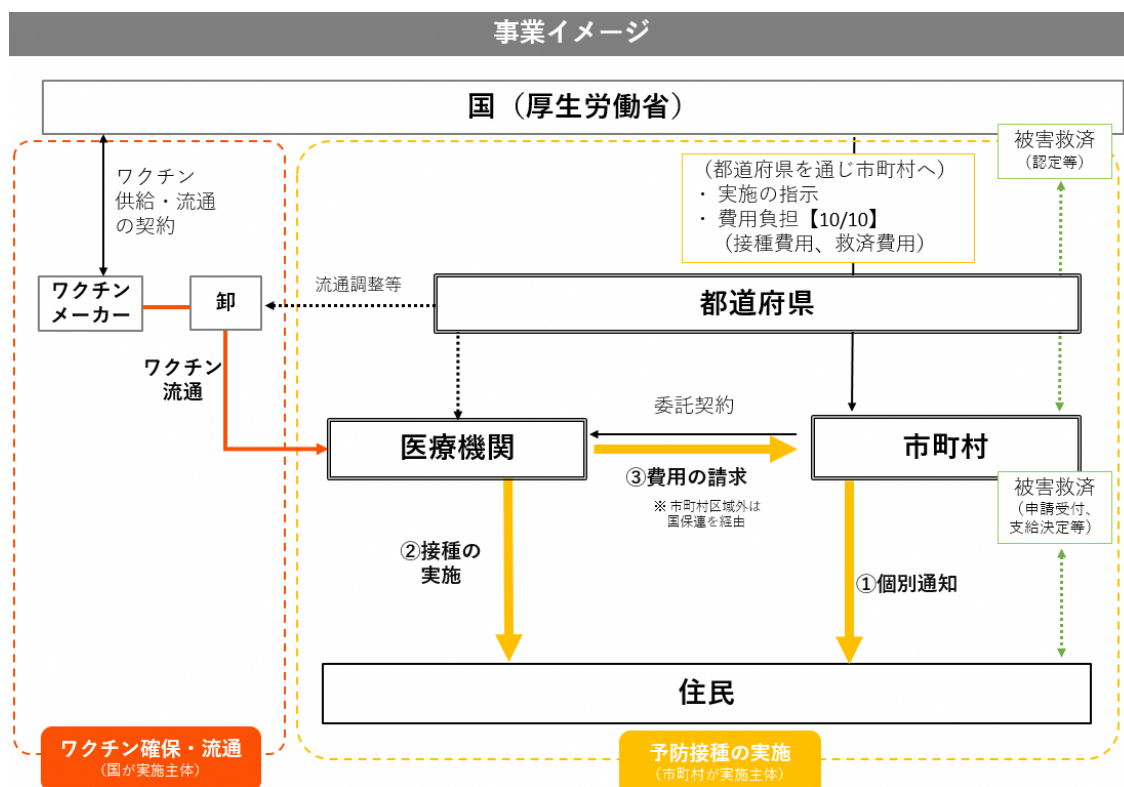 事業イメージ
国（厚生労働省）
被害救済
（認定等）
ワクチン
供給・流通
の契約
（都道府県を通じ市町村へ）
・ 実施の指示
・ 費用負担【10/10】
（接種費用、救済費用）
ワクチン
メーカー
卸
流通調整等
都道府県
ワクチン
流通
委託契約
医療機関
市町村
③費用の請求
※ 市町村区域外は
国保連を経由
被害救済
（申請受付、
支給決定等）
②接種の
実施
①個別通知
住民
ワクチン確保・流通
（国が実施主体）
予防接種の実施
（市町村が実施主体）